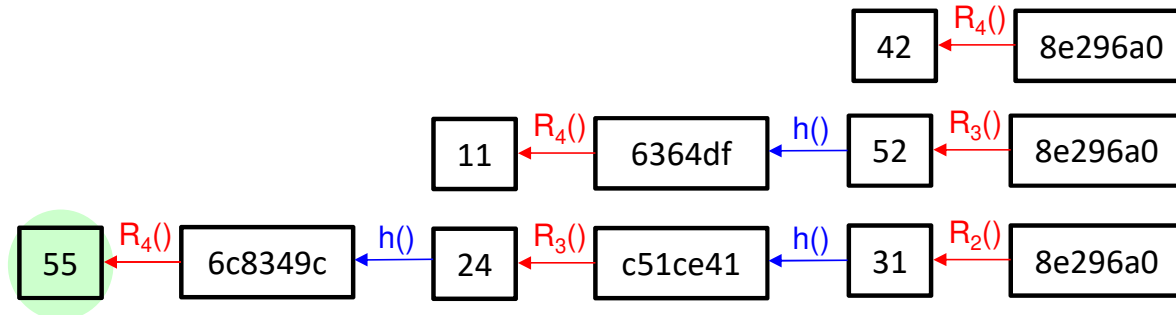 42 R₄() 8e296a0
11 R₄() 6364df h() 52 R₃() 8e296a0
55 R₄() 6c8349c h() 24 R₃() c51ce41 h() 31 R₂() 8e296a0